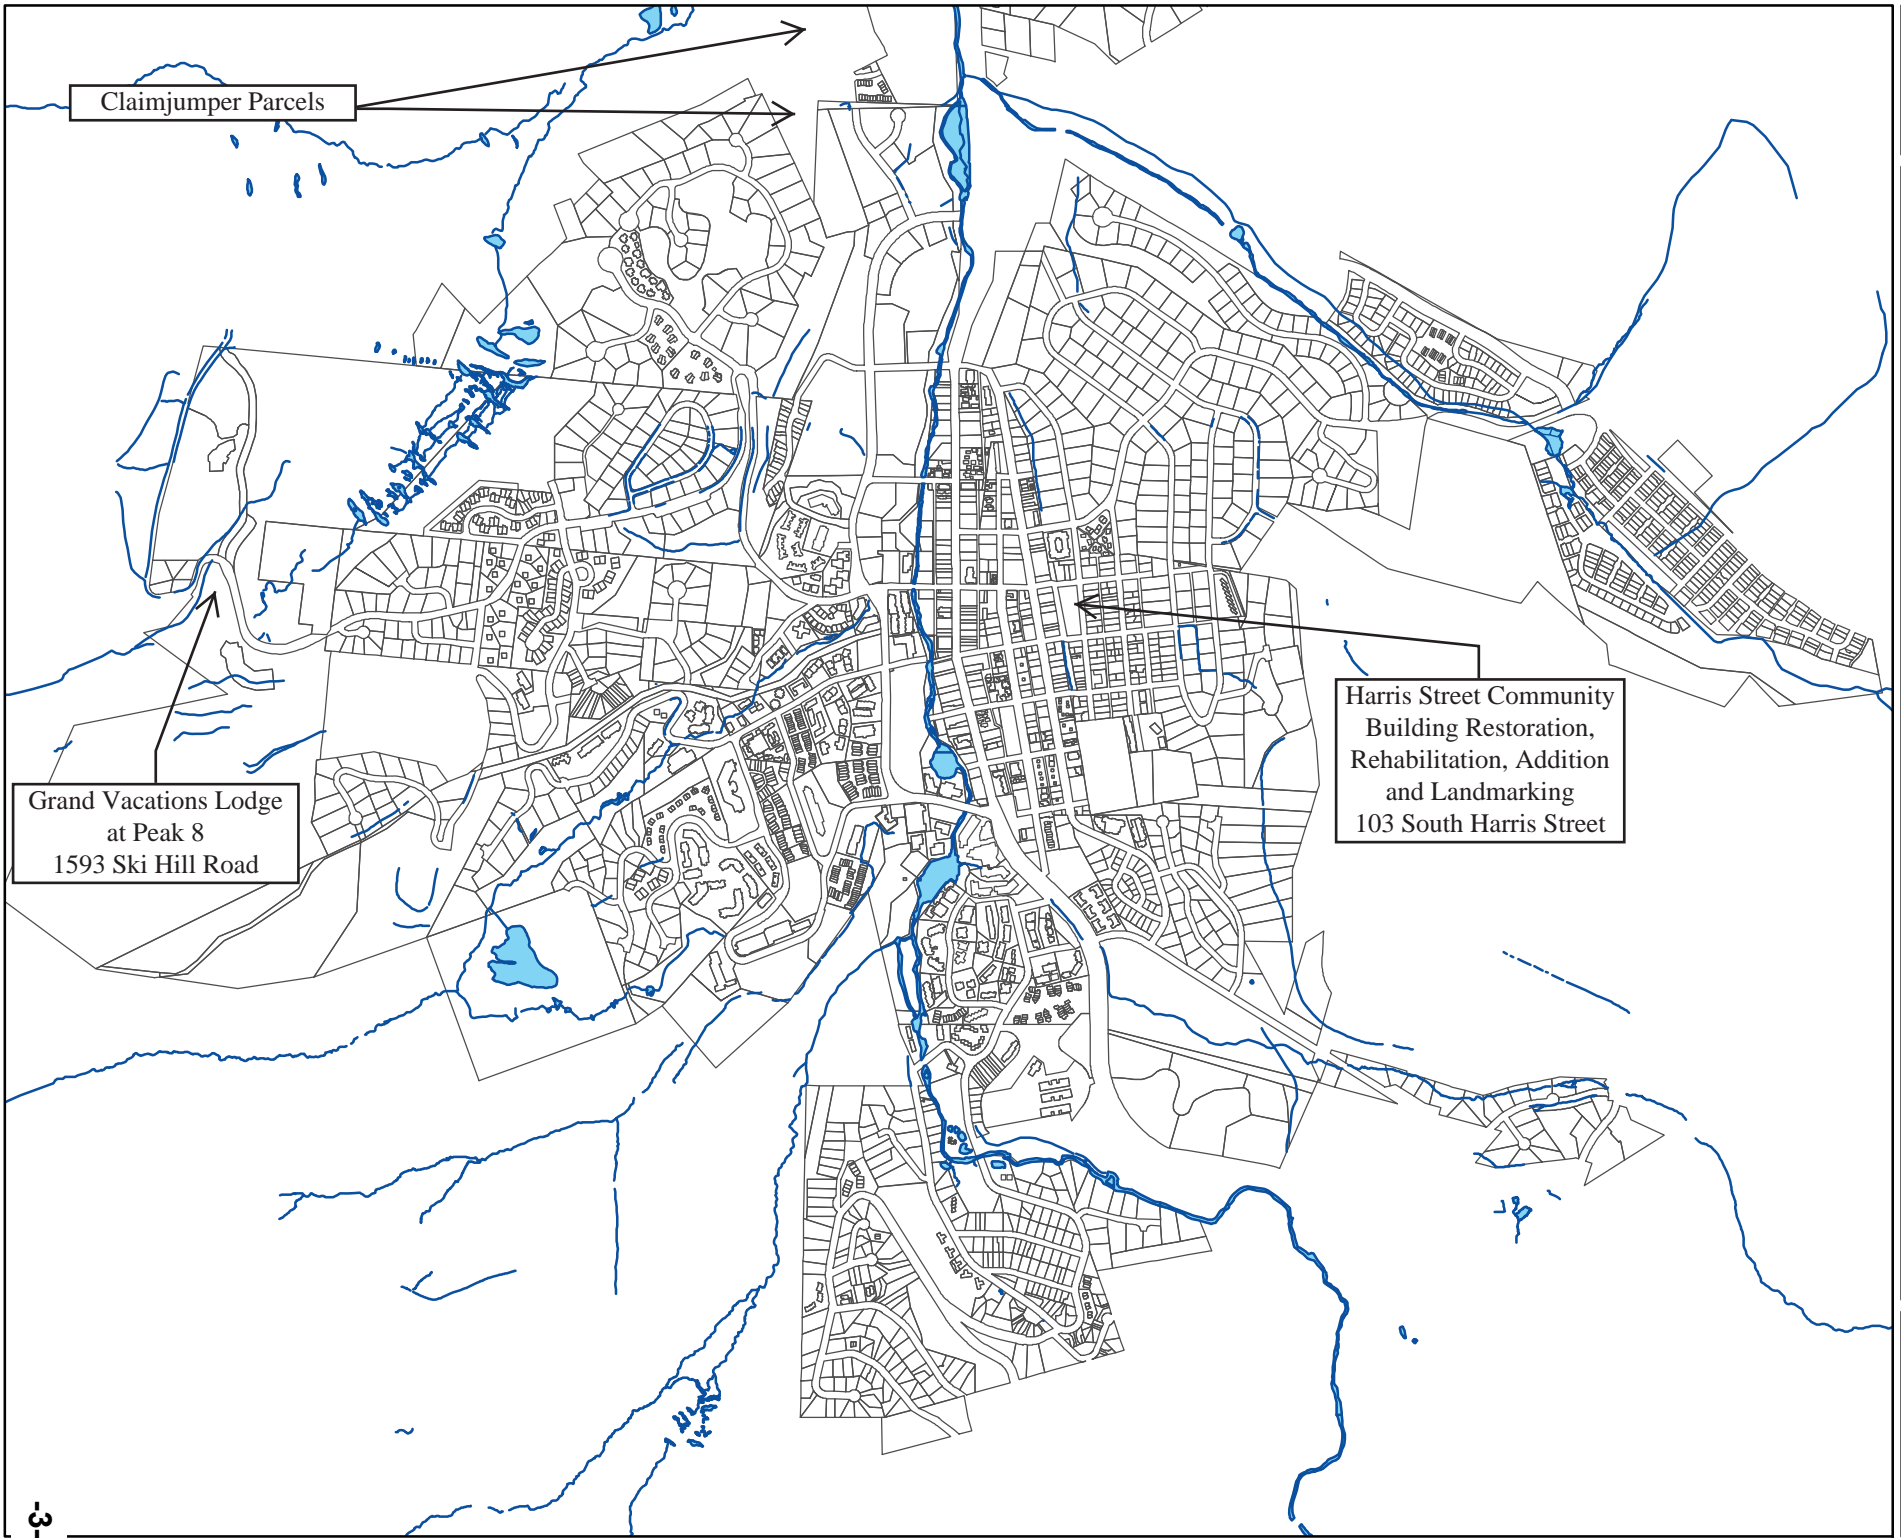 Claimjumper Parcels
Harris Street Community
Building Restoration,
Rehabilitation, Addition
and Landmarking
103 South Harris Street
Grand Vacations Lodge
at Peak 8
1593 Ski Hill Road
-3-